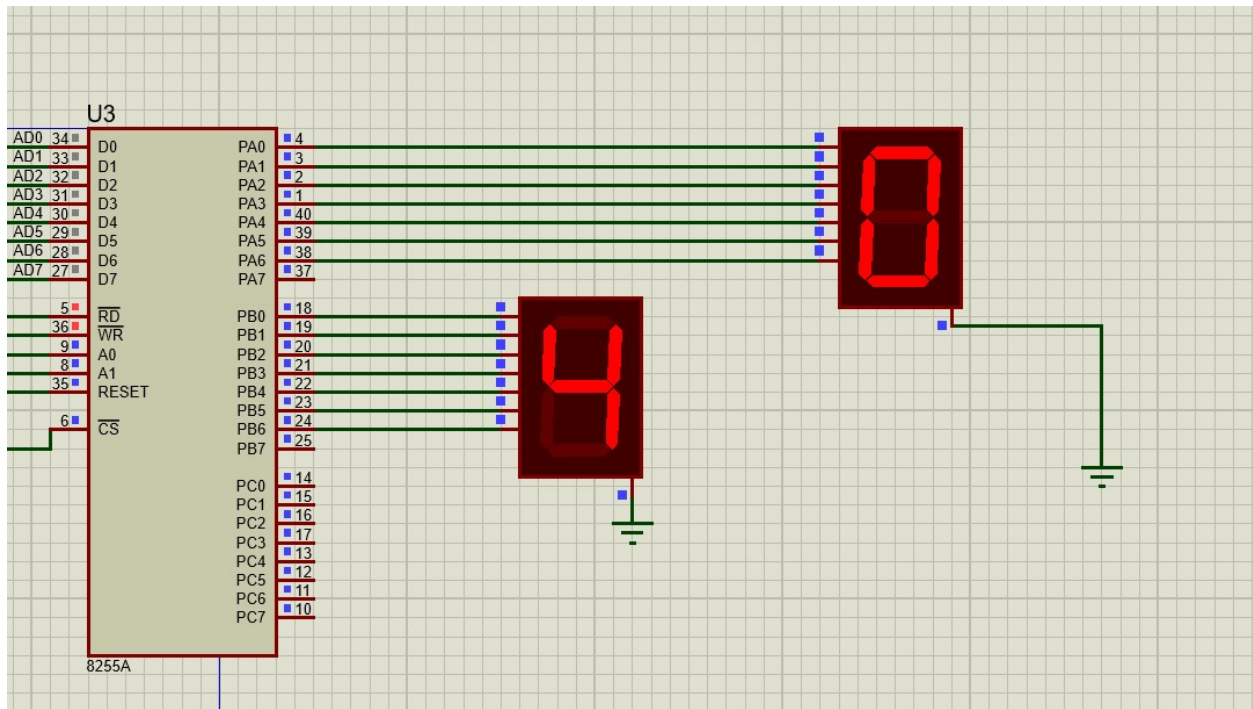 U3
AD0 34 D0 PA0 4
AD1 33 D1 PA1 3
AD2 32 D2 PA2 2
AD3 31 D3 PA3 1
AD4 30 D4 PA4 40
AD5 29 D5 PA5 39
AD6 28 D6 PA6 38
AD7 27 D7 PA7 37
5 RD PB0 18
36 WR PB1 19
9 A0 PB2 20
8 A1 PB3 21
35 RESET PB4 22
PB5 23
6 CS PB6 24
PB7 25
PC0 14
PC1 15
PC2 16
PC3 17
PC4 13
PC5 12
PC6 11
PC7 10
8255A
0
4